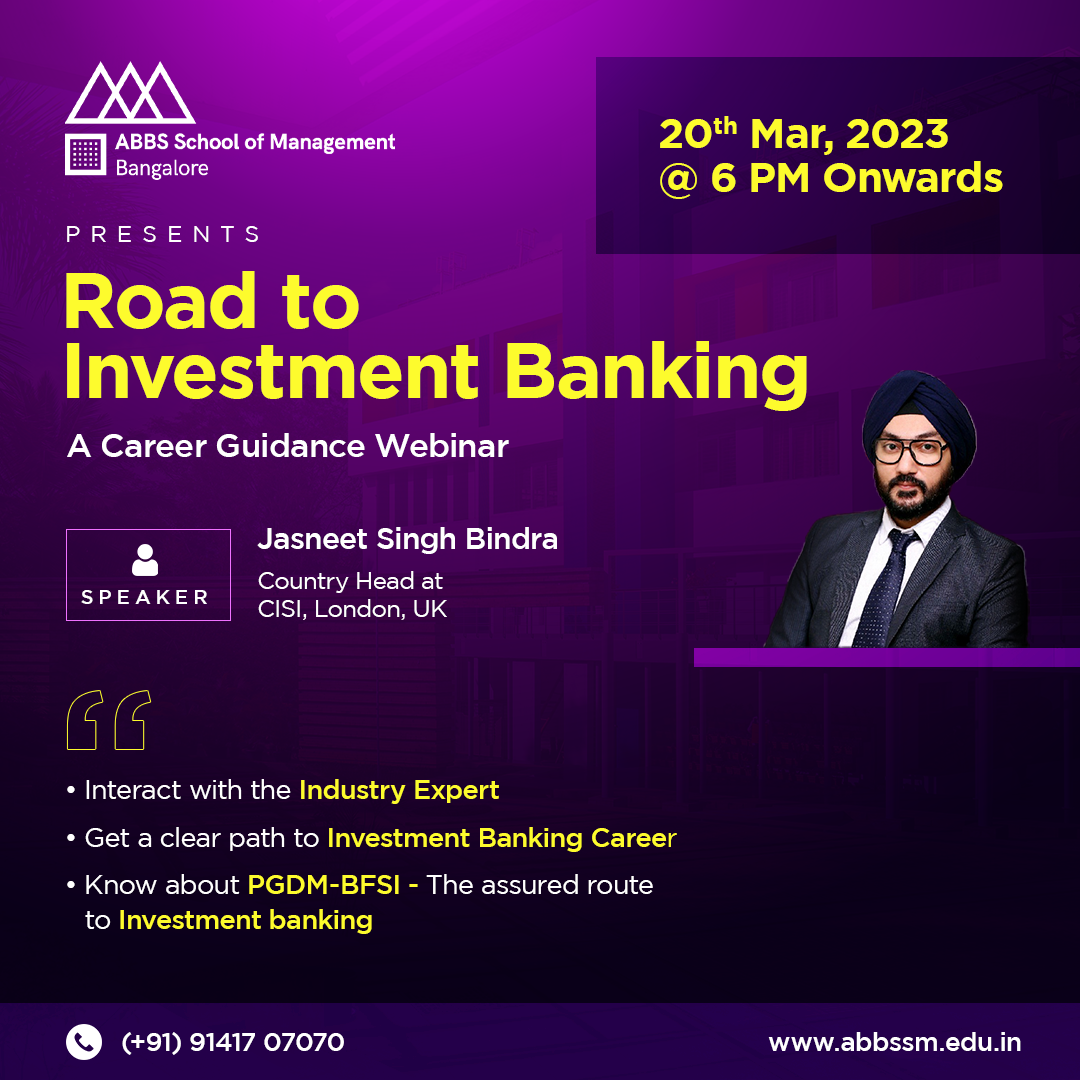 ABBS School of Management
Bangalore
20th Mar, 2023
@ 6 PM Onwards
PRESENTS
Road to
Investment Banking
A Career Guidance Webinar
SPEAKER
Jasneet Singh Bindra
Country Head at
CISI, London, UK
“
• Interact with the Industry Expert
• Get a clear path to Investment Banking Career
• Know about PGDM-BFSI - The assured route
to Investment banking
(+91) 91417 07070
www.abbssm.edu.in